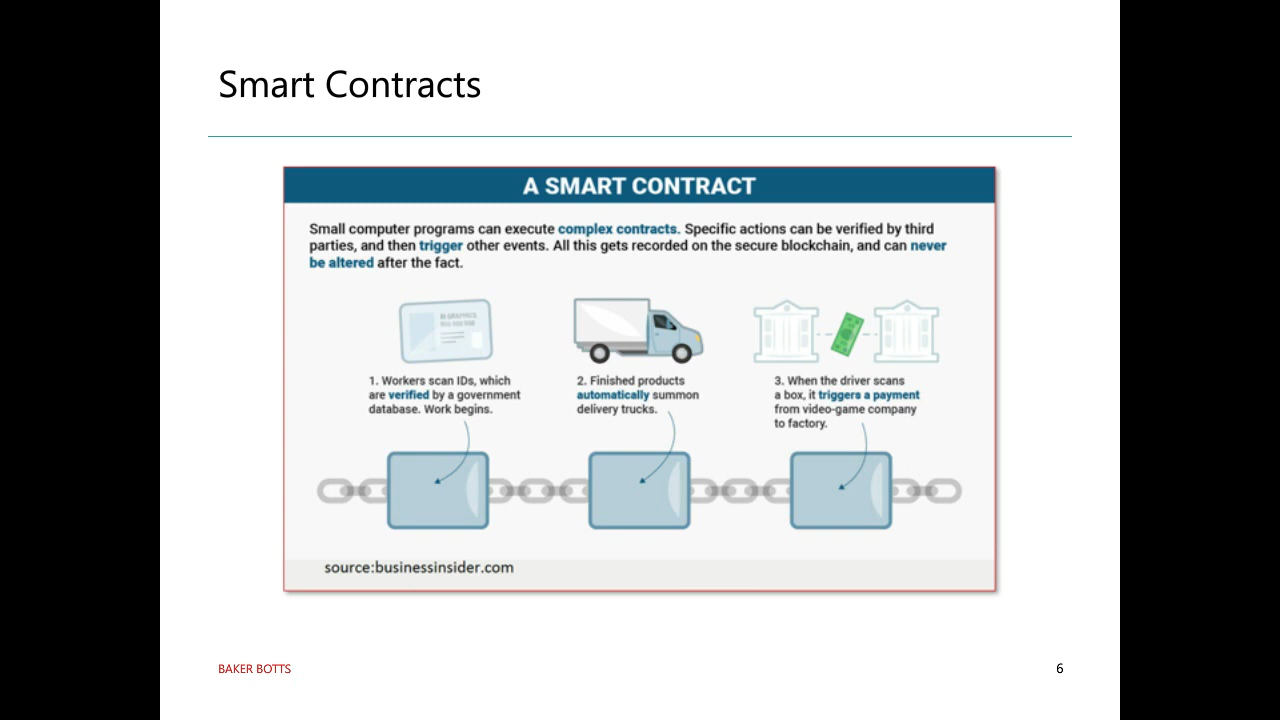 Smart Contracts
A SMART CONTRACT
Small computer programs can execute complex contracts. Specific actions can be verified by third
parties, and then trigger other events. All this gets recorded on the secure blockchain, and can never
be altered after the fact.
1. Workers scan IDs, which
are verified by a government
database. Work begins.
2. Finished products
automatically summon
delivery trucks.
3. When the driver scans
a box, it triggers a payment
from video-game company
to factory.
source:businessinsider.com
BAKER BOTTS
6